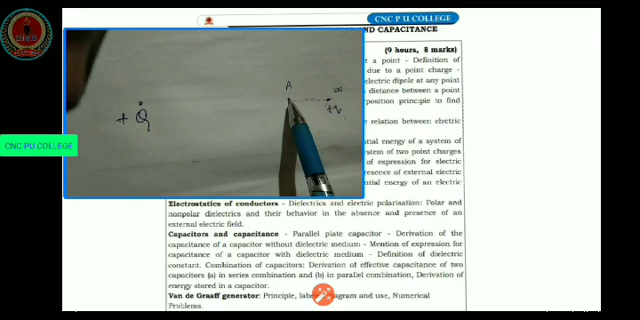 CNC P U COLLEGE
AND CAPACITANCE
(9 hours, 8 marks)
t a point - Definition of
due to a point charge -
electric dipole at any point
distance between a point
position principle to find
e relation between electric
tial energy of a system of
stem of two point charges
of expression for electric
resence of external electric
ntial energy of an electric
A
∞
+ Q
+q
CNC PU COLLEGE
Electrostatics of conductors - Dielectrics and electric polarisation: Polar and
nonpolar dielectrics and their behavior in the absence and presence of an
external electric field.
Capacitors and capacitance - Parallel plate capacitor - Derivation of the
capacitance of a capacitor without dielectric medium - Mention of expression for
capacitance of a capacitor with dielectric medium - Definition of dielectric
constant. Combination of capacitors: Derivation of effective capacitance of two
capacitors (a) in series combination and (b) in parallel combination, Derivation of
energy stored in a capacitor.
Van de Graaff generator: Principle, labe agram and use, Numerical
Problems.